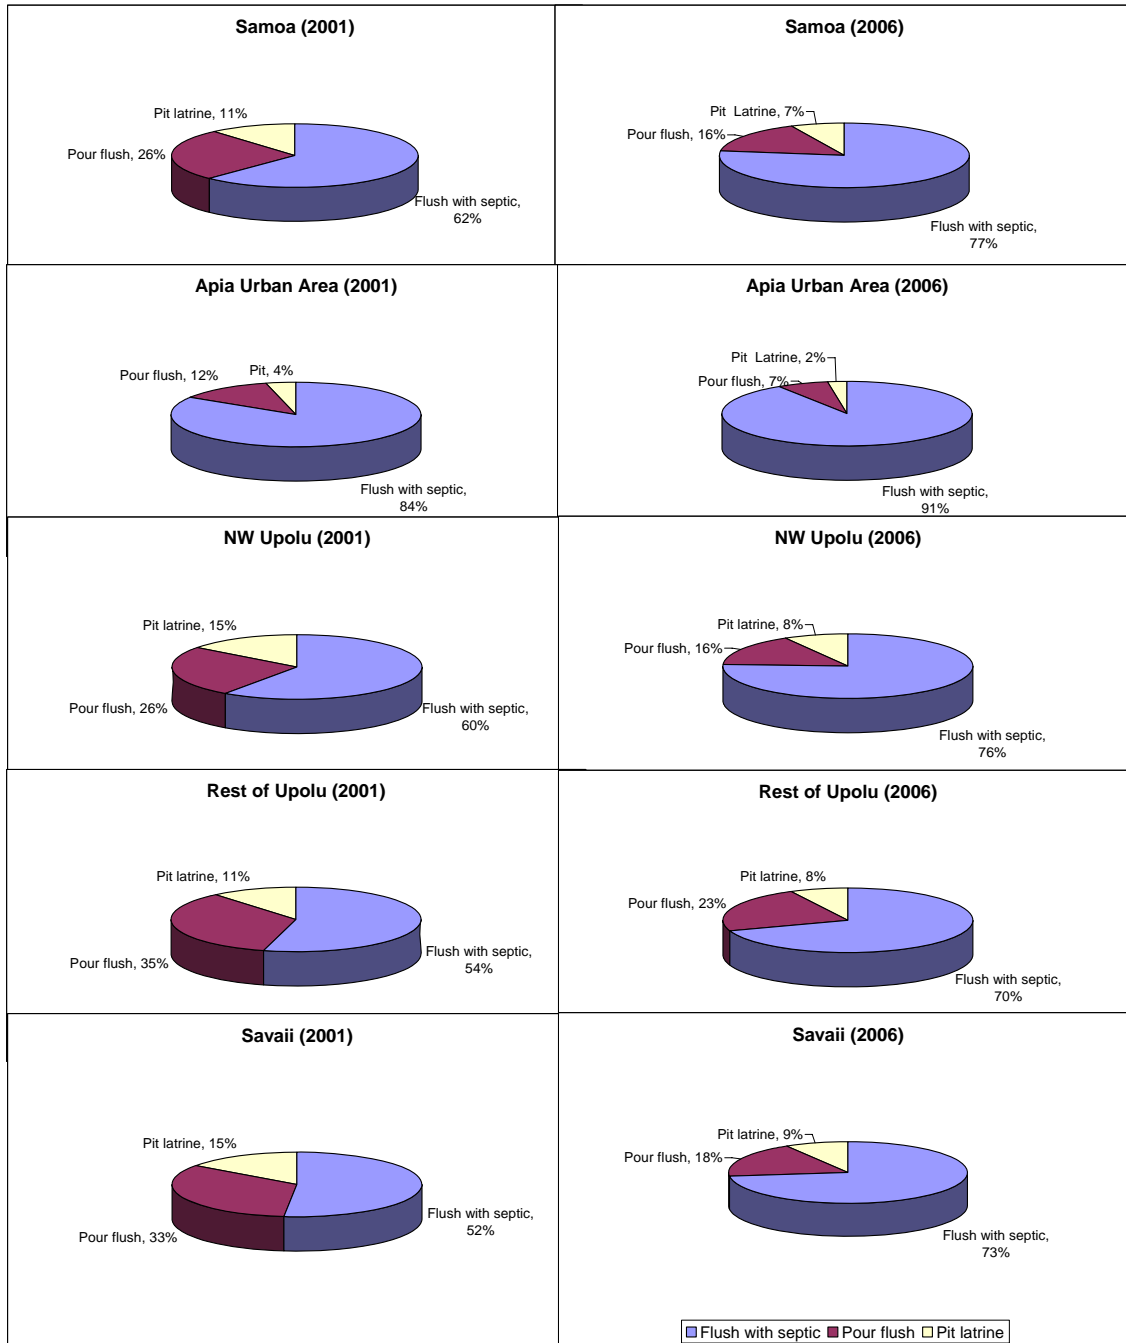 Samoa (2001)
Pit latrine, 11%
Pour flush, 26%
Flush with septic,
62%
Samoa (2006)
Pit  Latrine, 7%
Pour flush, 16%
Flush with septic,
77%
Apia Urban Area (2001)
Pour flush, 12%
Pit, 4%
Flush with septic,
84%
Apia Urban Area (2006)
Pit  Latrine, 2%
Pour flush, 7%
Flush with septic,
91%
NW Upolu (2001)
Pit latrine, 15%
Pour flush, 26%
Flush with septic,
60%
NW Upolu (2006)
Pit latrine, 8%
Pour flush, 16%
Flush with septic,
76%
Rest of Upolu (2001)
Pit latrine, 11%
Pour flush, 35%
Flush with septic,
54%
Rest of Upolu (2006)
Pit latrine, 8%
Pour flush, 23%
Flush with septic,
70%
Savaii (2001)
Pit latrine, 15%
Pour flush, 33%
Flush with septic,
52%
Savaii (2006)
Pit latrine, 9%
Pour flush, 18%
Flush with septic,
73%
Flush with septic Pour flush Pit latrine